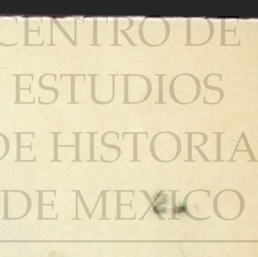 CENTRO DE
ESTUDIOS
DE HISTORIA
DE MEXICO